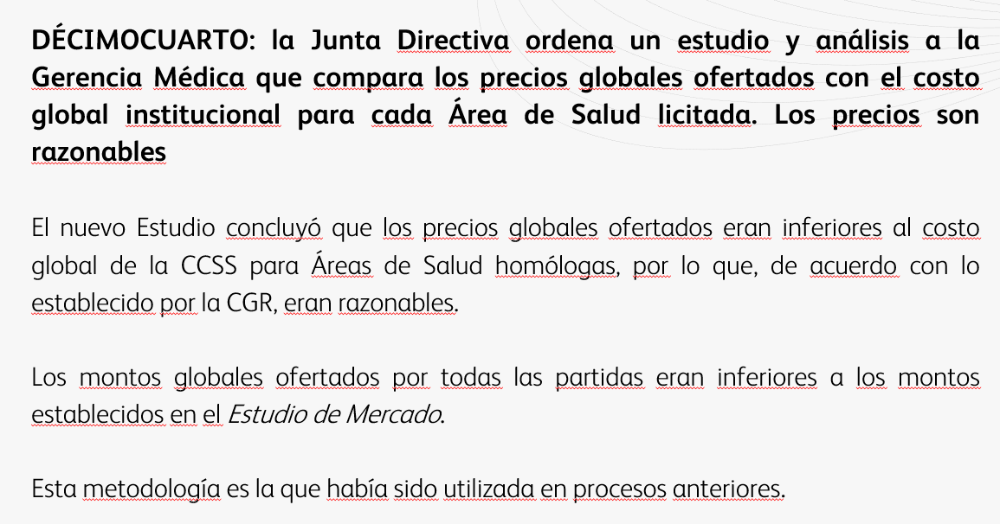 DÉCIMOCUARTO: la Junta Directiva ordena un estudio y análisis a la
Gerencia Médica que compara los precios globales ofertados con el costo
global institucional para cada Área de Salud licitada. Los precios son
razonables
El nuevo Estudio concluyó que los precios globales ofertados eran inferiores al costo
global de la CCSS para Áreas de Salud homólogas, por lo que, de acuerdo con lo
establecido por la CGR, eran razonables.
Los montos globales ofertados por todas las partidas eran inferiores a los montos
establecidos en el Estudio de Mercado.
Esta metodología es la que había sido utilizada en procesos anteriores.